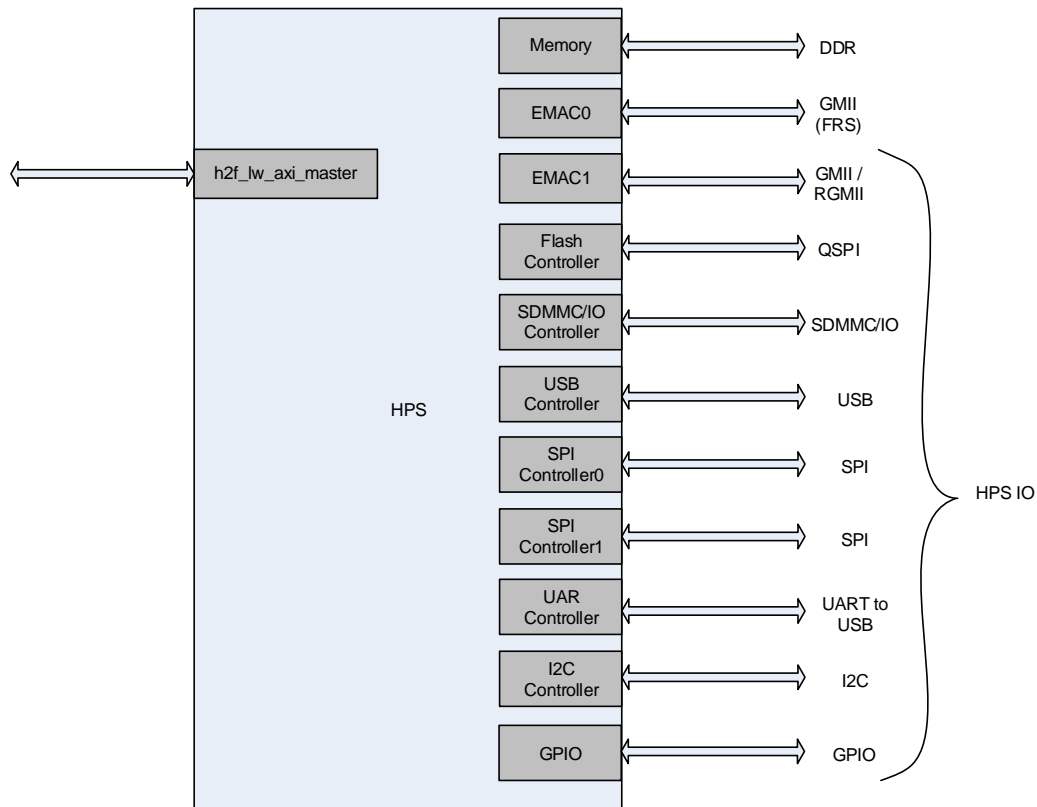 Memory
DDR
EMAC0
GMII
(FRS)
h2f_lw_axi_master
EMAC1
GMII /
RGMII
Flash
Controller
QSPI
SDMMC/IO
Controller
SDMMC/IO
USB
Controller
USB
HPS
SPI
Controller0
SPI
HPS IO
SPI
Controller1
SPI
UAR
Controller
UART to
USB
I2C
Controller
I2C
GPIO
GPIO